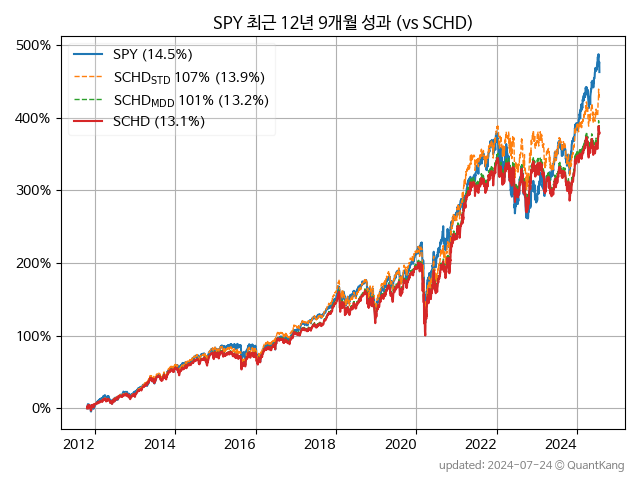 SPY 최근 12년 9개월 성과 (vs SCHD)
500%
400%
300%
200%
100%
0%
SPY (14.5%)
SCHD_STD 107% (13.9%)
SCHD_MDD 101% (13.2%)
SCHD (13.1%)
2012 2014 2016 2018 2020 2022 2024
updated: 2024-07-24 © QuantKang